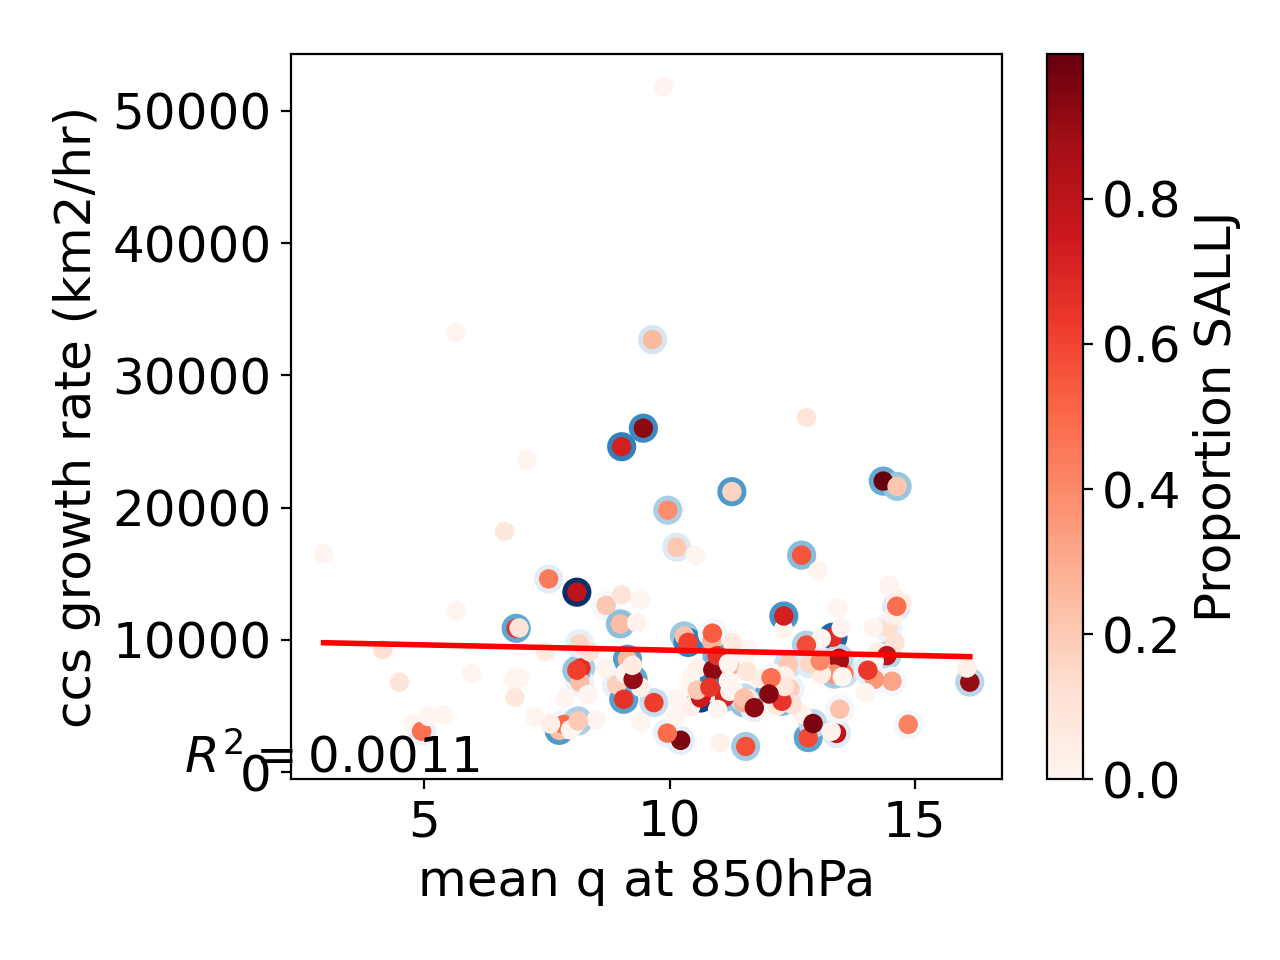 50000
40000
30000
20000
10000
0
ccs growth rate (km2/hr)
R² = 0.0011
5 10 15
mean q at 850hPa
0.8
0.6
0.4
0.2
0.0
Proportion SALLJ